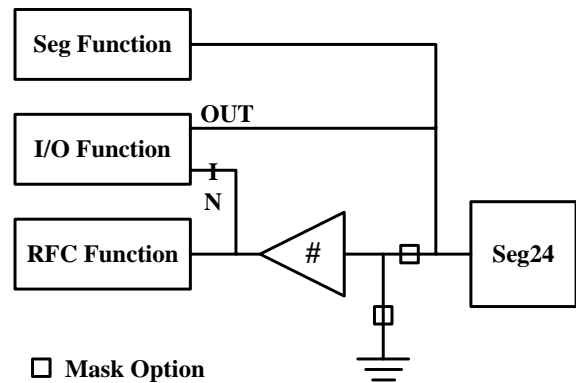 Seg Function
OUT
I/O Function
I
N
RFC Function
#
Seg24
Mask Option